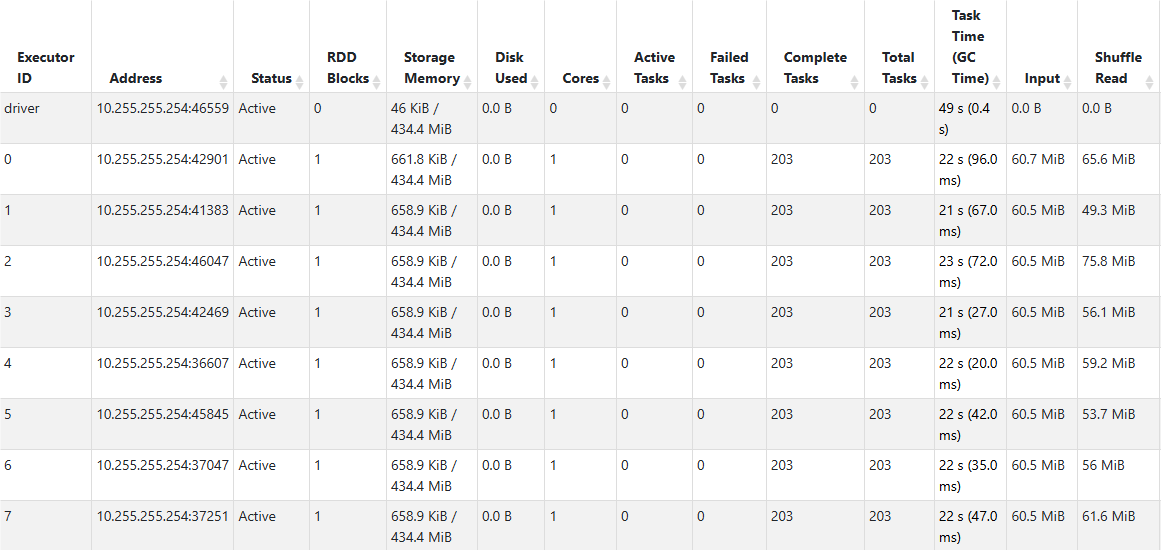 Executor ID Address Status RDD Blocks Storage Memory Disk Used Cores Active Tasks Failed Tasks Complete Tasks Total Tasks Task Time (GC Time) Input Shuffle Read
driver 10.255.255.254:46559 Active 0 46 KiB / 434.4 MiB 0.0 B 0 0 0 0 0 49 s (0.4 s) 0.0 B 0.0 B
0 10.255.255.254:42901 Active 1 661.8 KiB / 434.4 MiB 0.0 B 1 0 0 203 203 22 s (96.0 ms) 60.7 MiB 65.6 MiB
1 10.255.255.254:41383 Active 1 658.9 KiB / 434.4 MiB 0.0 B 1 0 0 203 203 21 s (67.0 ms) 60.5 MiB 49.3 MiB
2 10.255.255.254:46047 Active 1 658.9 KiB / 434.4 MiB 0.0 B 1 0 0 203 203 23 s (72.0 ms) 60.5 MiB 75.8 MiB
3 10.255.255.254:42469 Active 1 658.9 KiB / 434.4 MiB 0.0 B 1 0 0 203 203 21 s (27.0 ms) 60.5 MiB 56.1 MiB
4 10.255.255.254:36607 Active 1 658.9 KiB / 434.4 MiB 0.0 B 1 0 0 203 203 22 s (20.0 ms) 60.5 MiB 59.2 MiB
5 10.255.255.254:45845 Active 1 658.9 KiB / 434.4 MiB 0.0 B 1 0 0 203 203 22 s (42.0 ms) 60.5 MiB 53.7 MiB
6 10.255.255.254:37047 Active 1 658.9 KiB / 434.4 MiB 0.0 B 1 0 0 203 203 22 s (35.0 ms) 60.5 MiB 56 MiB
7 10.255.255.254:37251 Active 1 658.9 KiB / 434.4 MiB 0.0 B 1 0 0 203 203 22 s (47.0 ms) 60.5 MiB 61.6 MiB